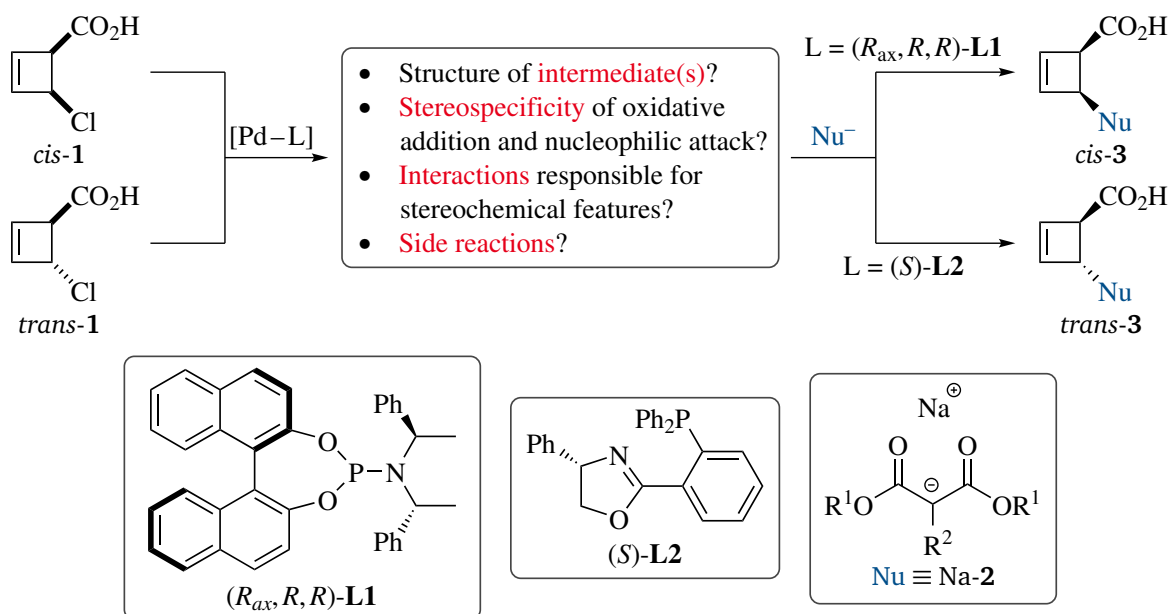 CO₂H
Cl
cis-1
CO₂H
Cl
trans-1
[Pd–L]
• Structure of intermediate(s)?
• Stereospecificity of oxidative
addition and nucleophilic attack?
• Interactions responsible for
stereochemical features?
• Side reactions?
L = (R_ax, R, R)-L1
Nu⁻
L = (S)-L2
CO₂H
Nu
cis-3
CO₂H
Nu
trans-3
Ph
O
P–N
O
Ph
(R_ax, R, R)-L1
Ph₂P
Ph
N
O
(S)-L2
Na⊕
O O
R¹O ⊖ OR¹
R²
Nu ≡ Na-2